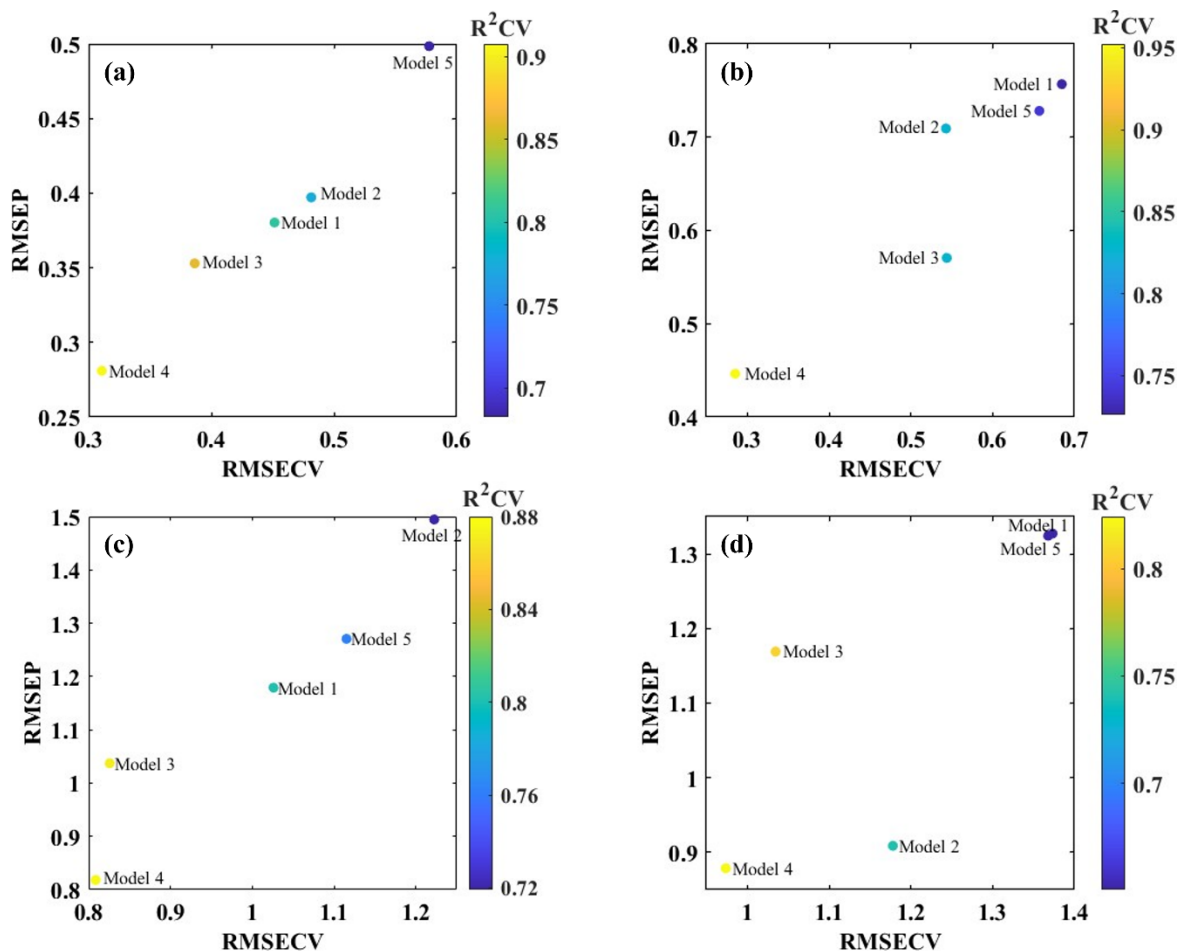 R²CV
(a)
0.5
0.45
0.4
0.35
0.3
0.25
RMSEP
Model 5
Model 2
Model 1
Model 3
Model 4
0.3
0.4
0.5
0.6
RMSECV
0.9
0.85
0.8
0.75
0.7
R²CV
(b)
0.8
0.7
0.6
0.5
0.4
RMSEP
Model 1
Model 5
Model 2
Model 3
Model 4
0.3
0.4
0.5
0.6
0.7
RMSECV
0.95
0.9
0.85
0.8
0.75
R²CV
(c)
1.5
1.4
1.3
1.2
1.1
1
0.9
0.8
RMSEP
Model 2
Model 5
Model 1
Model 3
Model 4
0.8
0.9
1
1.1
1.2
RMSECV
0.88
0.84
0.8
0.76
0.72
R²CV
(d)
1.3
1.2
1.1
1
0.9
RMSEP
Model 1
Model 5
Model 3
Model 2
Model 4
1
1.1
1.2
1.3
1.4
RMSECV
0.8
0.75
0.7